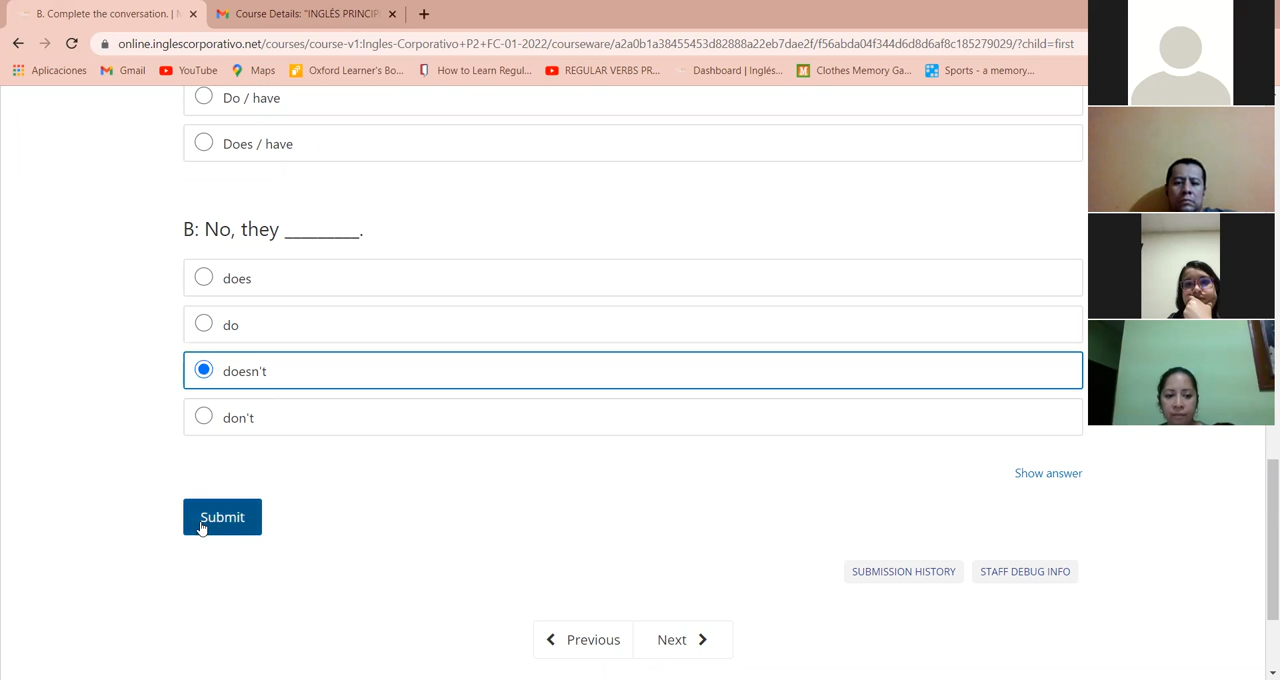 B. Complete the conversation. |
Course Details: "INGLÉS PRINCIP
online.inglescorporativo.net/courses/course-v1:Ingles-Corporativo+P2+FC-01-2022/courseware/a2a0b1a38455453d82888a22eb7dae2f/f56abda04f344d6d8d6af8c185279029/?child=first
Aplicaciones Gmail YouTube Maps Oxford Learner's Bo... How to Learn Regul... REGULAR VERBS PR... Dashboard | Inglés... Clothes Memory Ga... Sports - a memory...
Do / have
Does / have
B: No, they _________.
does
do
doesn't
don't
Show answer
Submit
SUBMISSION HISTORY STAFF DEBUG INFO
Previous Next